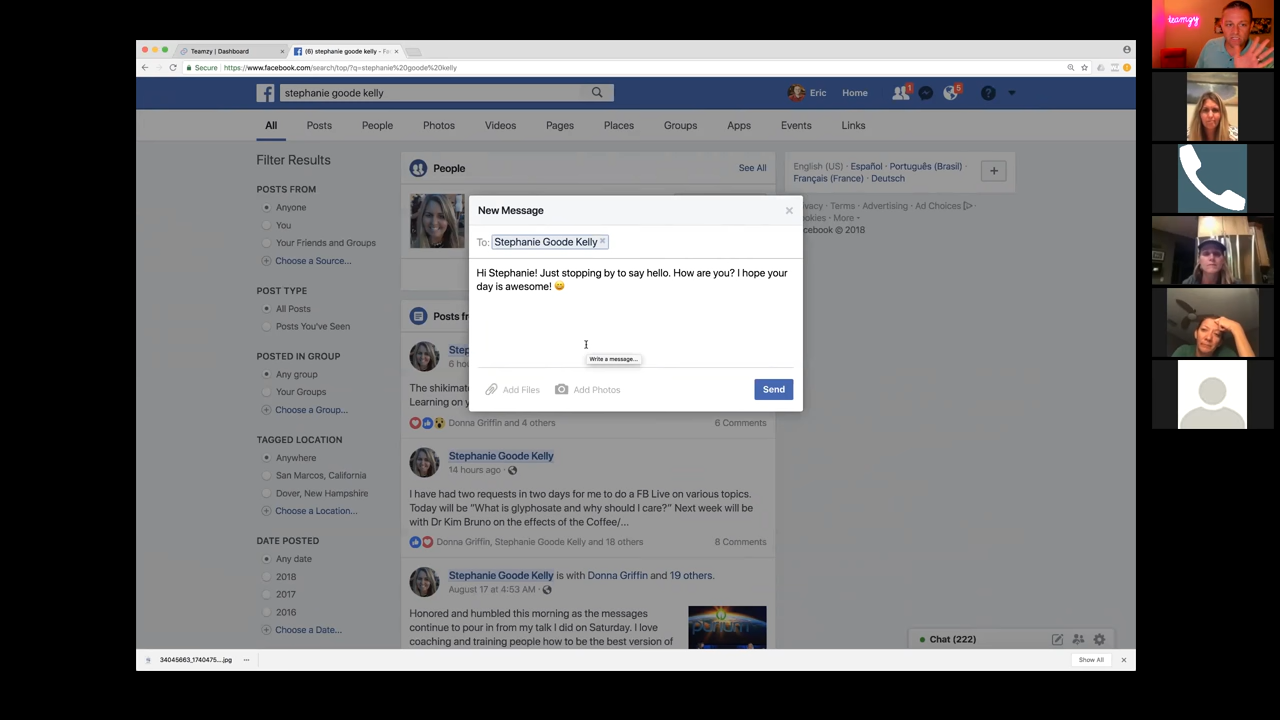 Teamzy | Dashboard
(6) stephanie goode kelly - Fa
Secure
https://www.facebook.com/search/top/?q=stephanie%20goode%20kelly
stephanie goode kelly
Eric
Home
1
5
All
Posts
People
Photos
Videos
Pages
Places
Groups
Apps
Events
Links
Filter Results
POSTS FROM
Anyone
You
Your Friends and Groups
Choose a Source...
POST TYPE
All Posts
Posts You've Seen
POSTED IN GROUP
Any group
Your Groups
Choose a Group...
TAGGED LOCATION
Anywhere
San Marcos, California
Dover, New Hampshire
Choose a Location...
DATE POSTED
Any date
2018
2017
2016
Choose a Date...
People
See All
New Message
To: Stephanie Goode Kelly
Hi Stephanie! Just stopping by to say hello. How are you? I hope your
day is awesome! 😀
Write a message...
Add Files
Add Photos
Send
Posts fr
Step
6 hou
The shikimat
Learning on y
Donna Griffin and 4 others
6 Comments
Stephanie Goode Kelly
14 hours ago ·
I have had two requests in two days for me to do a FB Live on various topics.
Today will be "What is glyphosate and why should I care?" Next week will be
with Dr Kim Bruno on the effects of the Coffee/...
Donna Griffin, Stephanie Goode Kelly and 18 others
8 Comments
Stephanie Goode Kelly is with Donna Griffin and 19 others.
August 17 at 4:53 AM ·
Honored and humbled this morning as the messages
continue to pour in from my talk I did on Saturday. I love
coaching and training people how to be the best version of
English (US) · Español · Português (Brasil) ·
Français (France) · Deutsch
ivacy · Terms · Advertising · Ad Choices ·
ookies · More
cebook © 2018
Chat (222)
34045663_1740475....jpg
Show All
teamzy